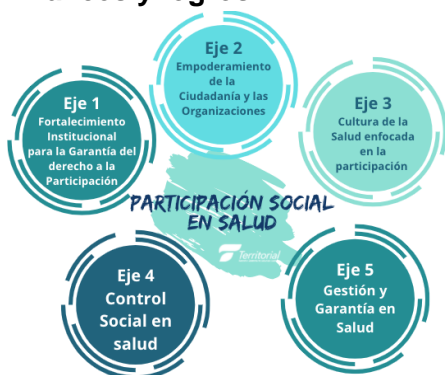 Eje 1
Fortalecimiento
Institucional
para la Garantía del
derecho a la
Participación
Eje 2
Empoderamiento
de la
Ciudadanía y las
Organizaciones
Eje 3
Cultura de la
Salud enfocada
en la
participación
PARTICIPACIÓN SOCIAL
EN SALUD
Territorial
Eje 4
Control
Social en
salud
Eje 5
Gestión y
Garantía en
Salud